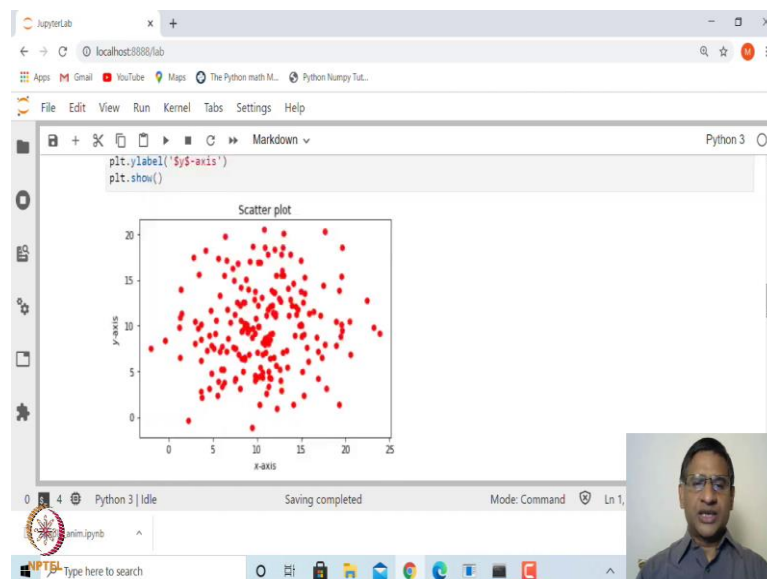 JupyterLab
localhost:8888/lab
M
Apps Gmail YouTube Maps The Python math M... Python Numpy Tut...
File Edit View Run Kernel Tabs Settings Help
Markdown Python 3
plt.ylabel('$y$-axis')
plt.show()
Scatter plot
20
15
10
5
0
y-axis
0 5 10 15 20 25
x-axis
0 4 Python 3 | Idle Saving completed Mode: Command Ln 1,
anim.ipynb
NPTEL
Type here to search